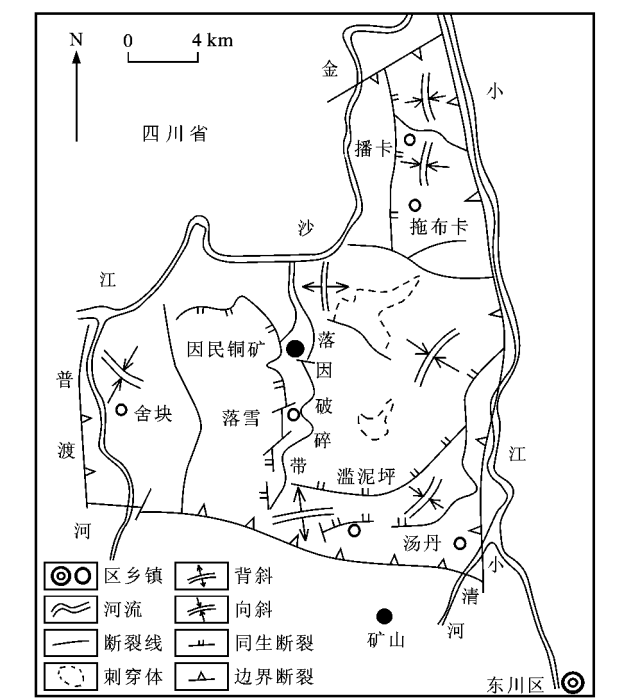 N
0 4 km
四川省
金
沙
江
小
江
播卡
拖布卡
因民铜矿
落
因
破
碎
带
落雪
舍块
普
渡
河
滥泥坪
汤丹
小
清
河
矿山
东川区
区乡镇
背斜
河流
向斜
断裂线
同生断裂
刺穿体
边界断裂